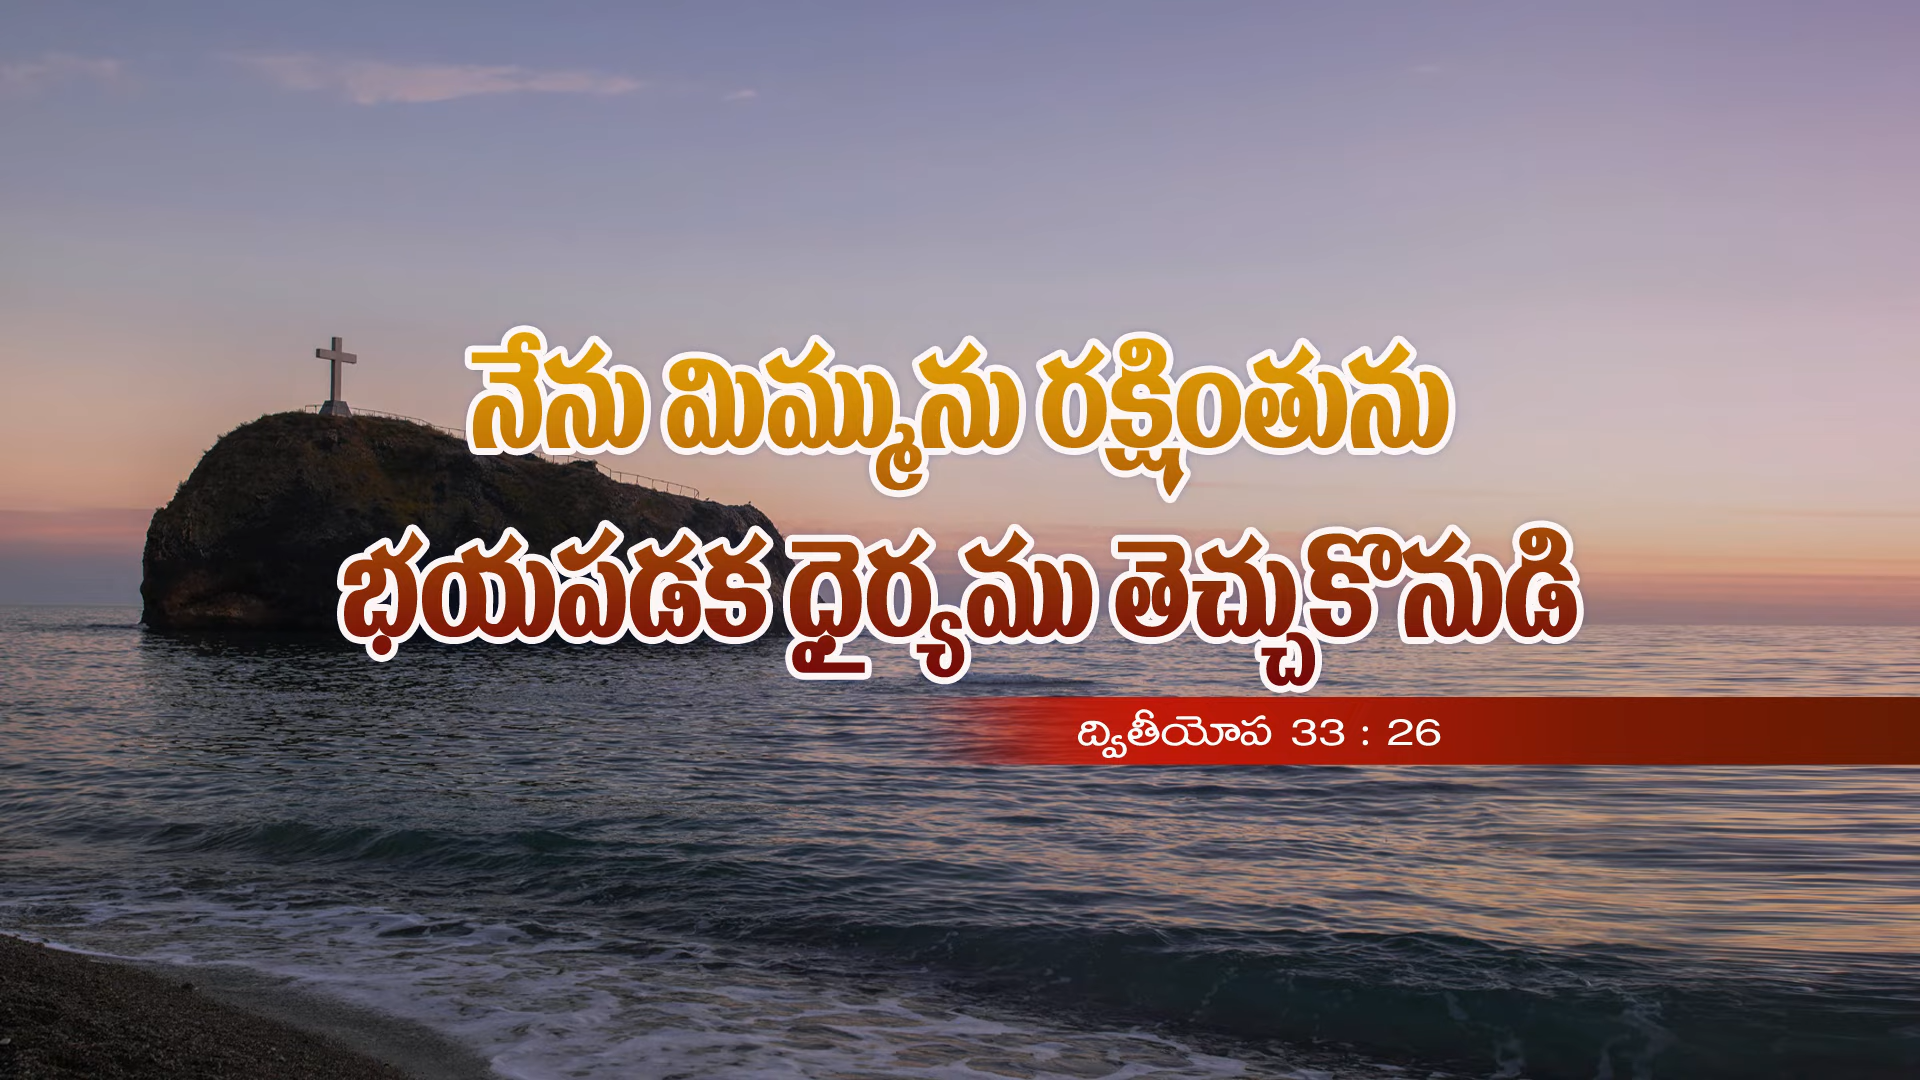 నేను మిమ్మును రక్షింతును
భయపడక ధైర్యము తెచ్చుకొనుడి
ద్వితీయోప 33 : 26